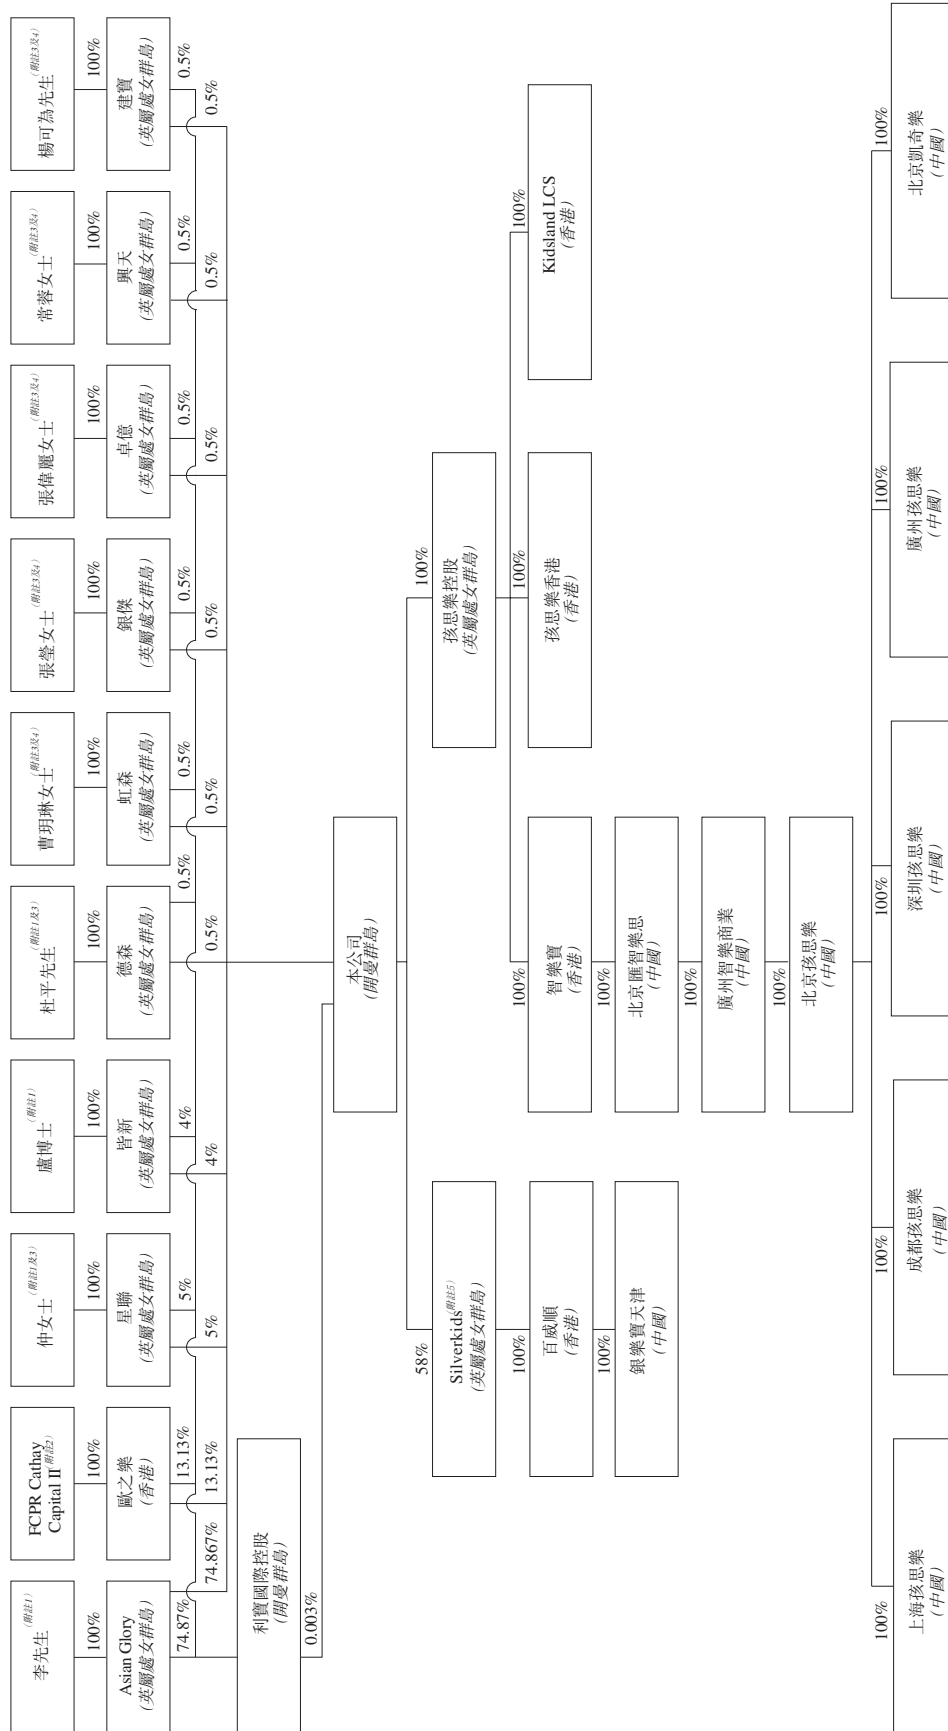 李先生(附註1)
FCPR Cathay
Capital II(附註2)
仲女士(附註1及3)
盧博士(附註1)
杜平先生(附註1及3)
曹玥琳女士(附註3及4)
張瑩女士(附註3及4)
張偉麗女士(附註3及4)
常蓉女士(附註3及4)
楊可為先生(附註3及4)
100%
100%
100%
100%
100%
100%
100%
100%
100%
100%
Asian Glory
(英屬處女群島)
歐之樂
(香港)
星聯
(英屬處女群島)
皆新
(英屬處女群島)
德森
(英屬處女群島)
虹森
(英屬處女群島)
銀傑
(英屬處女群島)
卓億
(英屬處女群島)
興天
(英屬處女群島)
建寶
(英屬處女群島)
74.87%
13.13%
5%
4%
0.5%
0.5%
0.5%
0.5%
0.5%
0.5%
74.867%
13.13%
5%
4%
0.5%
0.5%
0.5%
0.5%
0.5%
0.5%
利寶國際控股
(開曼群島)
0.003%
本公司
(開曼群島)
58%
100%
Silverkids(附註5)
(英屬處女群島)
孩思樂控股
(英屬處女群島)
100%
100%
100%
100%
百威順
(香港)
智樂寶
(香港)
孩思樂香港
(香港)
Kidsland LCS
(香港)
100%
100%
銀樂寶天津
(中國)
北京匯智樂思
(中國)
100%
廣州智樂商業
(中國)
100%
北京孩思樂
(中國)
100%
100%
100%
100%
100%
上海孩思樂
(中國)
成都孩思樂
(中國)
深圳孩思樂
(中國)
廣州孩思樂
(中國)
北京凱奇樂
(中國)